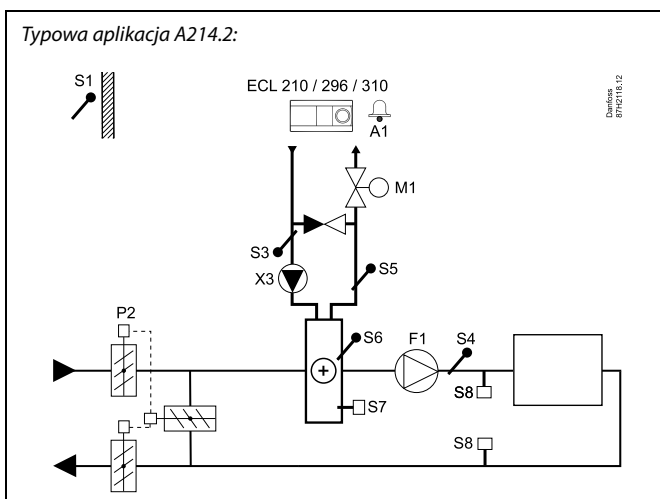 Typowa aplikacja A214.2:
S1
ECL 210 / 296 / 310
A1
Danfoss
87H2118.12
M1
S3
S5
X3
P2
S6
F1
S4
S8
S7
S8